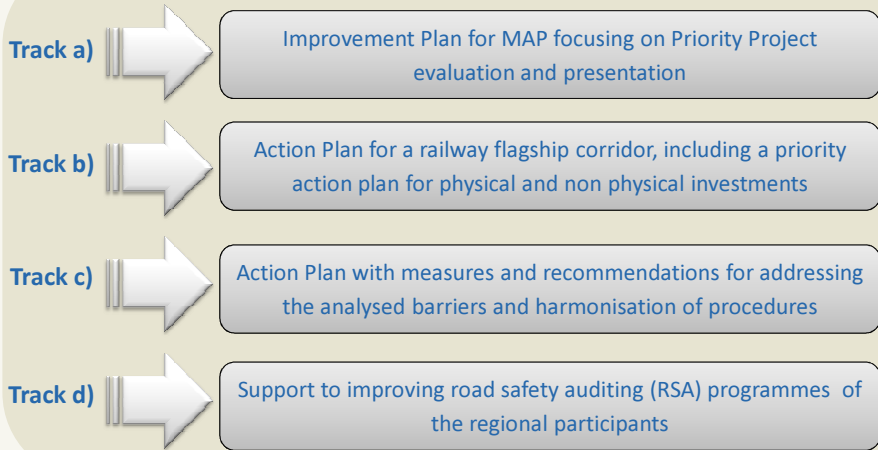 Track a)
Improvement Plan for MAP focusing on Priority Project
evaluation and presentation
Track b)
Action Plan for a railway flagship corridor, including a priority
action plan for physical and non physical investments
Track c)
Action Plan with measures and recommendations for addressing
the analysed barriers and harmonisation of procedures
Track d)
Support to improving road safety auditing (RSA) programmes of
the regional participants